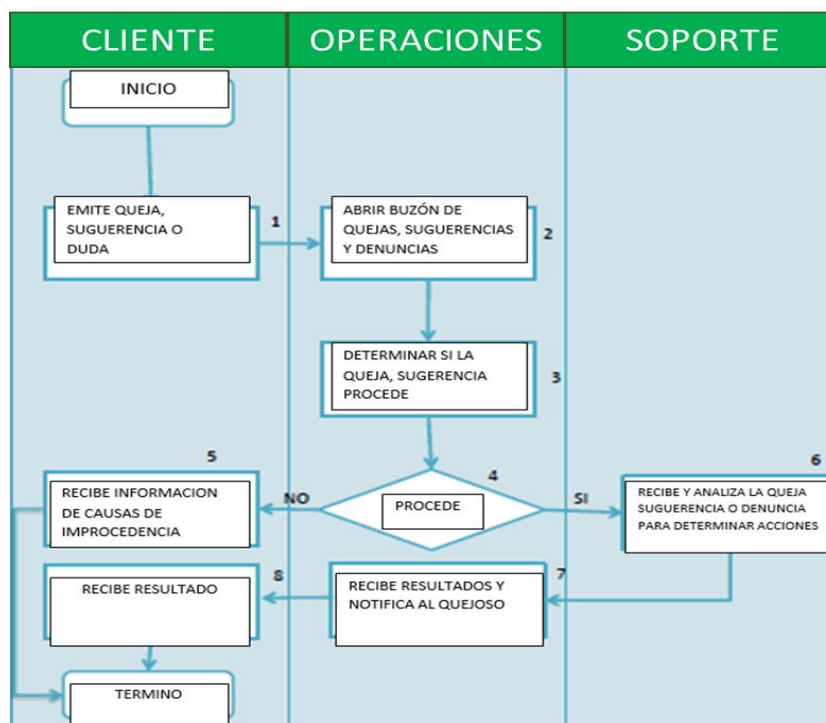 CLIENTE
OPERACIONES
SOPORTE
INICIO
EMITE QUEJA,
SUGUERENCIA O
DUDA
1
ABRIR BUZÓN DE
QUEJAS, SUGUERENCIAS
Y DENUNCIAS
2
DETERMINAR SI LA
QUEJA, SUGERENCIA
PROCEDE
3
4
PROCEDE
NO
SI
5
RECIBE INFORMACION
DE CAUSAS DE
IMPROCEDENCIA
6
RECIBE Y ANALIZA LA QUEJA
SUGUERENCIA O DENUNCIA
PARA DETERMINAR ACCIONES
7
RECIBE RESULTADOS Y
NOTIFICA AL QUEJOSO
8
RECIBE RESULTADO
TERMINO